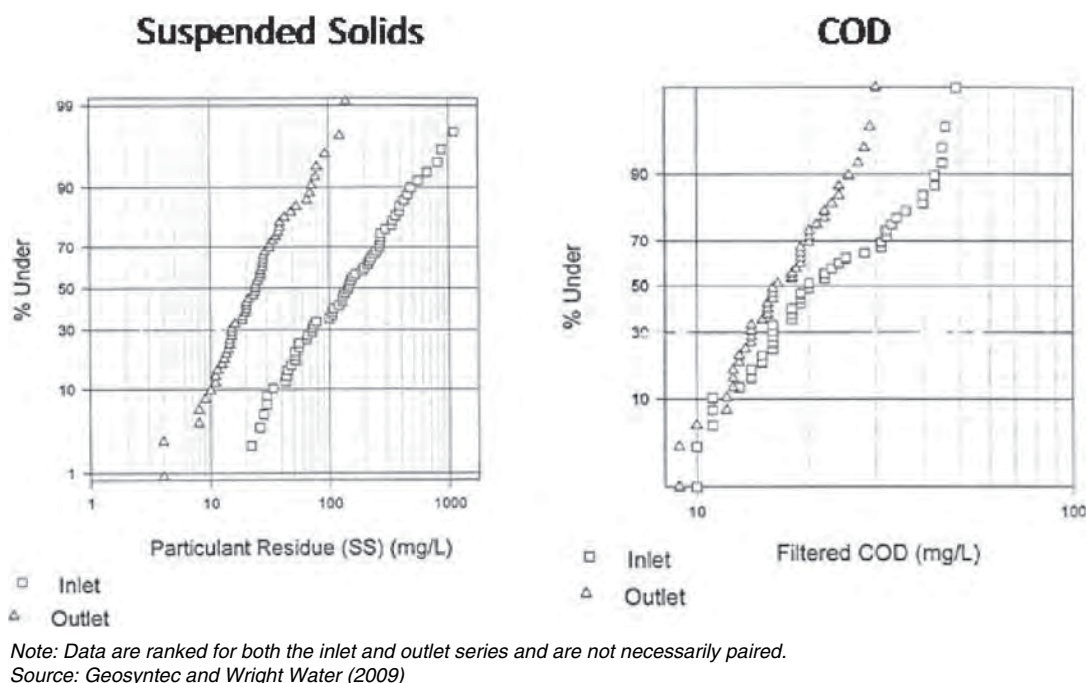 Suspended Solids
99
90
70
50
30
10
1
% Under
1
10
100
1000
Particulant Residue (SS) (mg/L)
Inlet
Outlet
COD
90
70
50
30
10
% Under
10
100
Filtered COD (mg/L)
Inlet
Outlet
Note: Data are ranked for both the inlet and outlet series and are not necessarily paired.
Source: Geosyntec and Wright Water (2009)